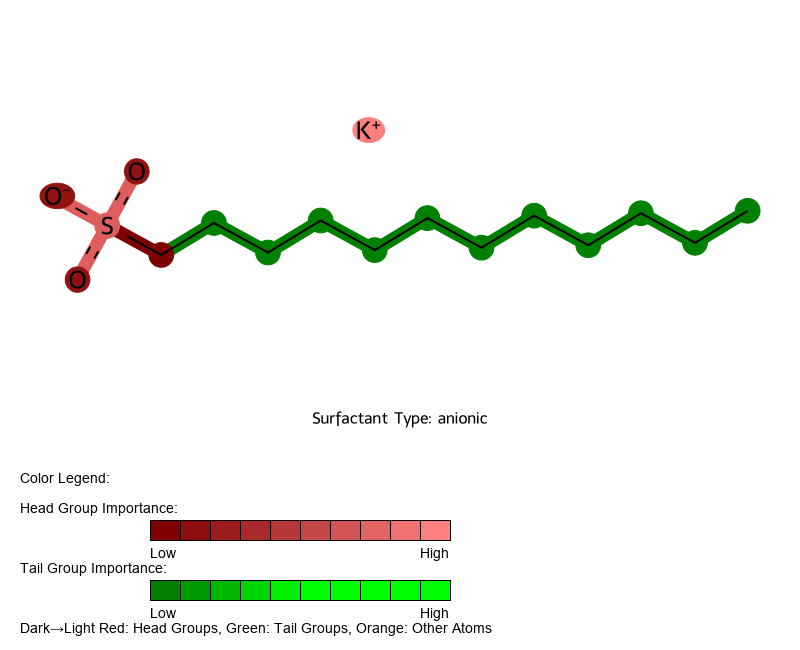 K⁺
O
O⁻
S
O
Surfactant Type: anionic
Color Legend:
Head Group Importance:
Low High
Tail Group Importance:
Low High
Dark→Light Red: Head Groups, Green: Tail Groups, Orange: Other Atoms